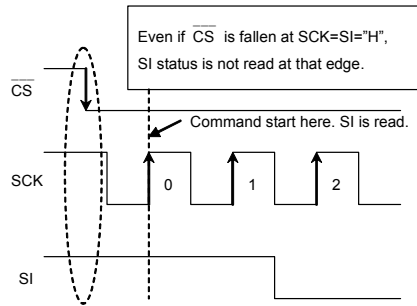 Even if CS is fallen at SCK=SI="H",
SI status is not read at that edge.
CS
Command start here. SI is read.
SCK
0
1
2
SI